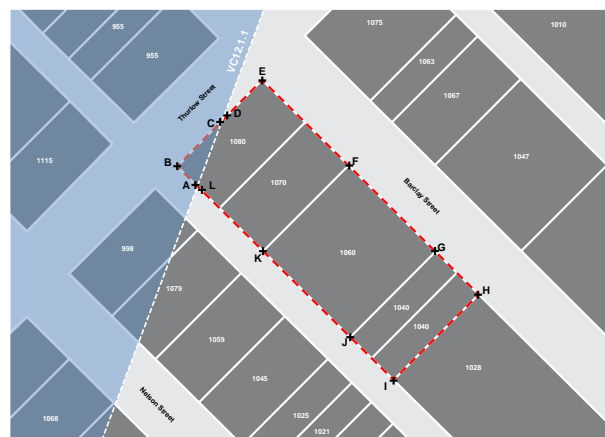 1075
1010
955
955
VC12.1.1
1063
E
1067
Thurlow Street
D
C
1080
1047
1115
B
F
1070
Barclay Street
A
L
998
G
1060
K
1079
H
1040
1040
1059
J
1028
1045
I
Nelson Street
1025
1068
1021